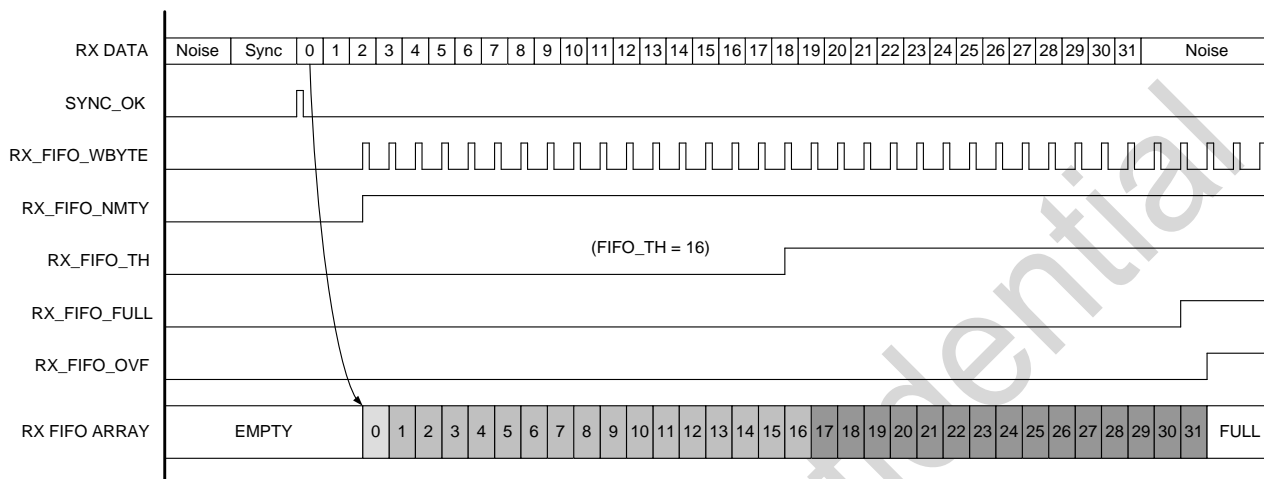 RX DATA Noise Sync 0 1 2 3 4 5 6 7 8 9 10 11 12 13 14 15 16 17 18 19 20 21 22 23 24 25 26 27 28 29 30 31 Noise
SYNC_OK
RX_FIFO_WBYTE
RX_FIFO_NMTY
(FIFO_TH = 16)
RX_FIFO_TH
RX_FIFO_FULL
RX_FIFO_OVF
RX FIFO ARRAY EMPTY 0 1 2 3 4 5 6 7 8 9 10 11 12 13 14 15 16 17 18 19 20 21 22 23 24 25 26 27 28 29 30 31 FULL